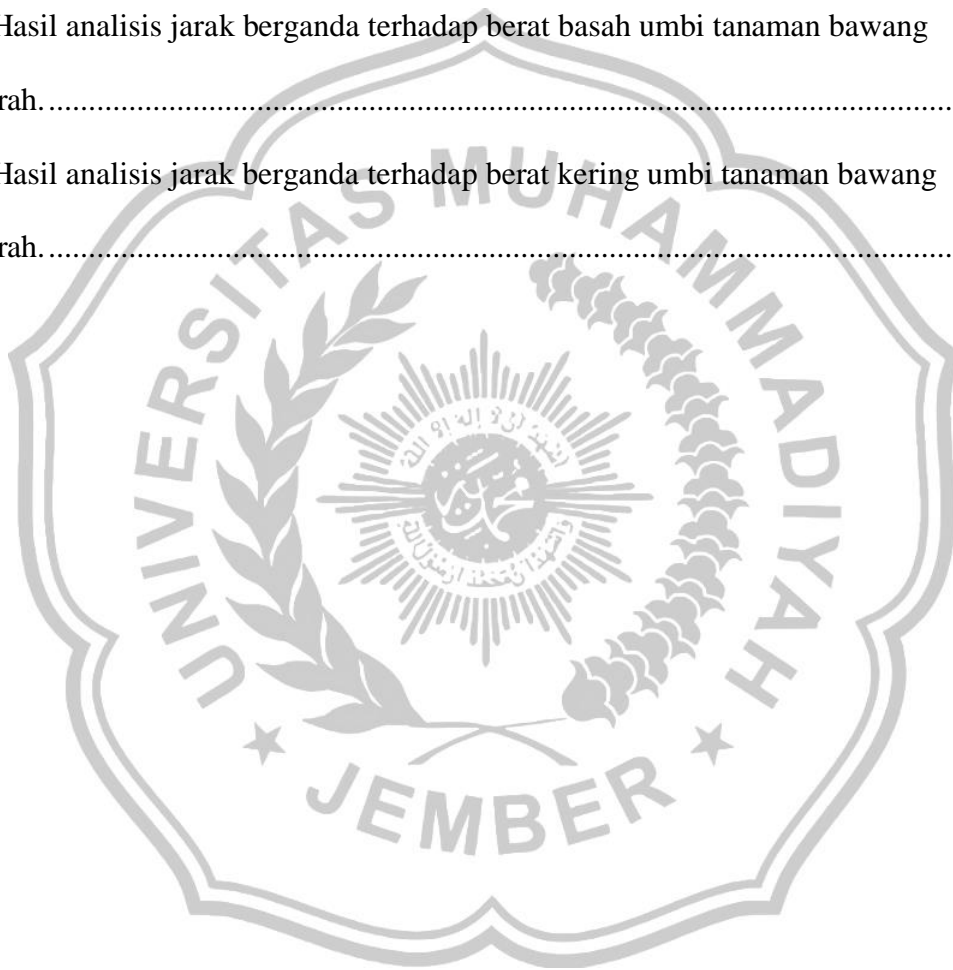 Hasil analisis jarak berganda terhadap berat basah umbi tanaman bawang
rah. ..........................................................................................................
Hasil analisis jarak berganda terhadap berat kering umbi tanaman bawang
rah. ..........................................................................................................
UNIVERSITAS MUHAMMADIYAH
JEMBER